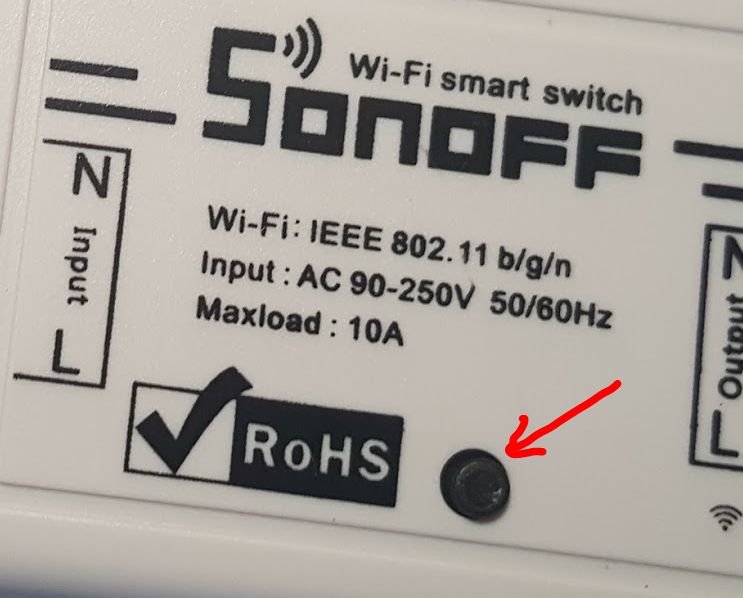 Wi-Fi smart switch
SONOFF
N Input L
Wi-Fi: IEEE 802.11 b/g/n
Input : AC 90-250V 50/60Hz
Maxload : 10A
N Output L
RoHS